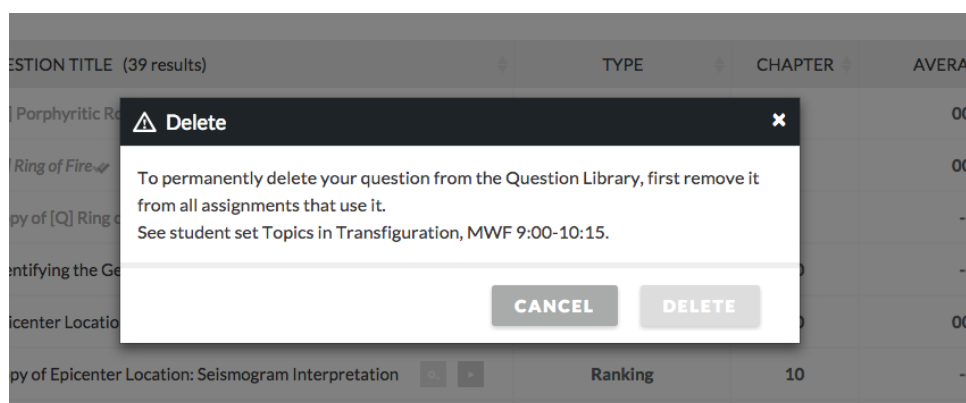 ESTION TITLE (39 results) TYPE CHAPTER AVERA
] Porphyritic Ro 00
Ring of Fire 00
py of [Q] Ring o -
entifying the Ge 0 -
icenter Locatio 0 00
py of Epicenter Location: Seismogram Interpretation Ranking 10 -
Delete
To permanently delete your question from the Question Library, first remove it
from all assignments that use it.
See student set Topics in Transfiguration, MWF 9:00-10:15.
CANCEL DELETE